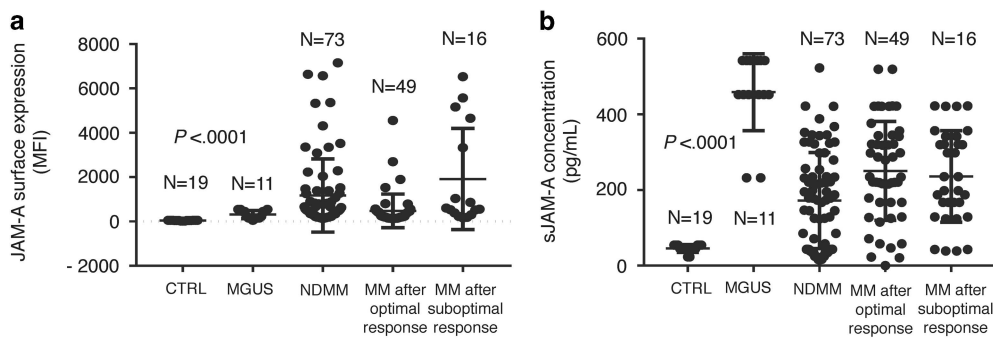 a
JAM-A surface expression
(MFI)
8000
6000
4000
2000
0
- 2000
N=73
N=16
N=49
P <.0001
N=19
N=11
CTRL
MGUS
NDMM
MM after
optimal
response
MM after
suboptimal
response
b
sJAM-A concentration
(pg/mL)
600
400
200
0
N=73
N=49
N=16
P <.0001
N=19
N=11
CTRL
MGUS
NDMM
MM after
optimal
response
MM after
suboptimal
response